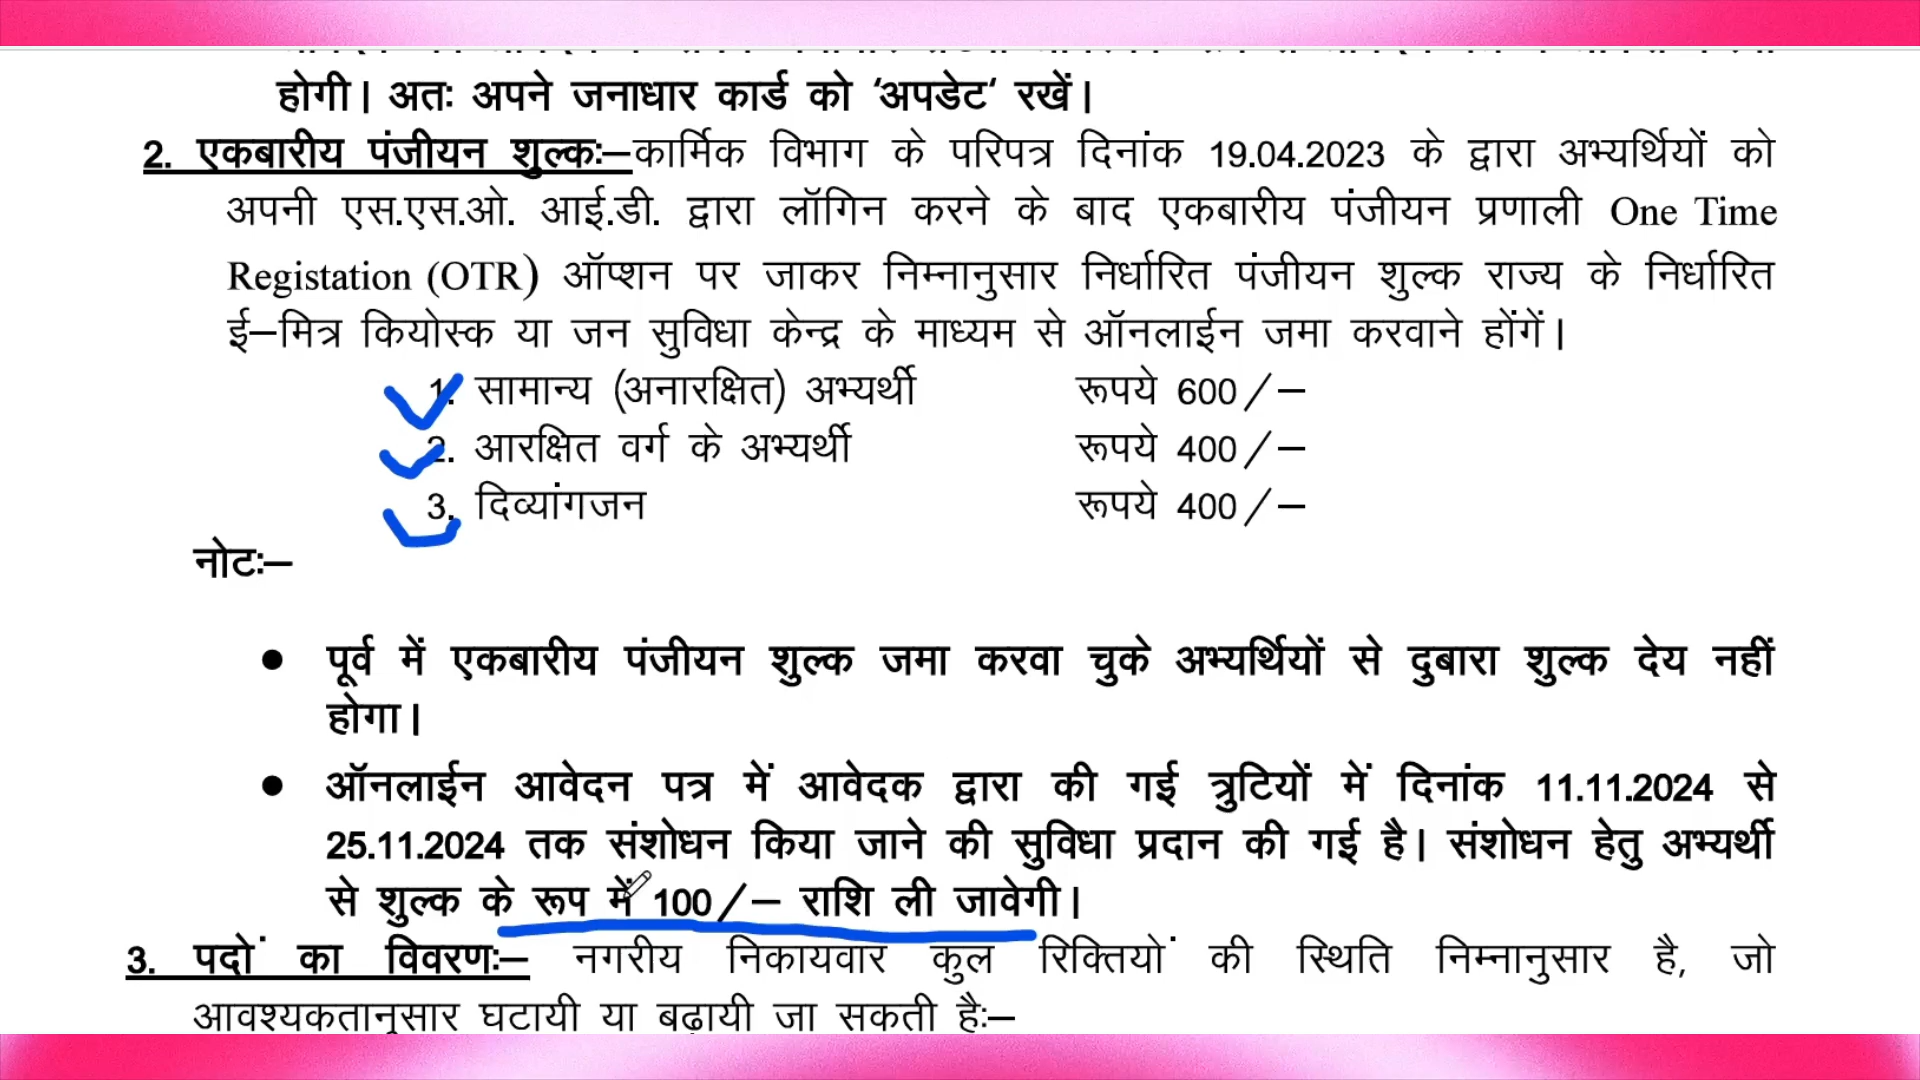 होगी। अतः अपने जनाधार कार्ड को 'अपडेट' रखें।
2. एकबारीय पंजीयन शुल्कः–कार्मिक विभाग के परिपत्र दिनांक 19.04.2023 के द्वारा अभ्यर्थियों को
अपनी एस.एस.ओ. आई.डी. द्वारा लॉगिन करने के बाद एकबारीय पंजीयन प्रणाली One Time
Registation (OTR) ऑप्शन पर जाकर निम्नानुसार निर्धारित पंजीयन शुल्क राज्य के निर्धारित
ई–मित्र कियोस्क या जन सुविधा केन्द्र के माध्यम से ऑनलाईन जमा करवाने होंगें।
1. सामान्य (अनारक्षित) अभ्यर्थी रूपये 600/–
2. आरक्षित वर्ग के अभ्यर्थी रूपये 400/–
3. दिव्यांगजन रूपये 400/–
नोटः–
● पूर्व में एकबारीय पंजीयन शुल्क जमा करवा चुके अभ्यर्थियों से दुबारा शुल्क देय नहीं
होगा।
● ऑनलाईन आवेदन पत्र में आवेदक द्वारा की गई त्रुटियों में दिनांक 11.11.2024 से
25.11.2024 तक संशोधन किया जाने की सुविधा प्रदान की गई है। संशोधन हेतु अभ्यर्थी
से शुल्क के रूप में 100/– राशि ली जावेगी।
3. पदों का विवरणः– नगरीय निकायवार कुल रिक्तियों की स्थिति निम्नानुसार है, जो
आवश्यकतानुसार घटायी या बढ़ायी जा सकती हैः–